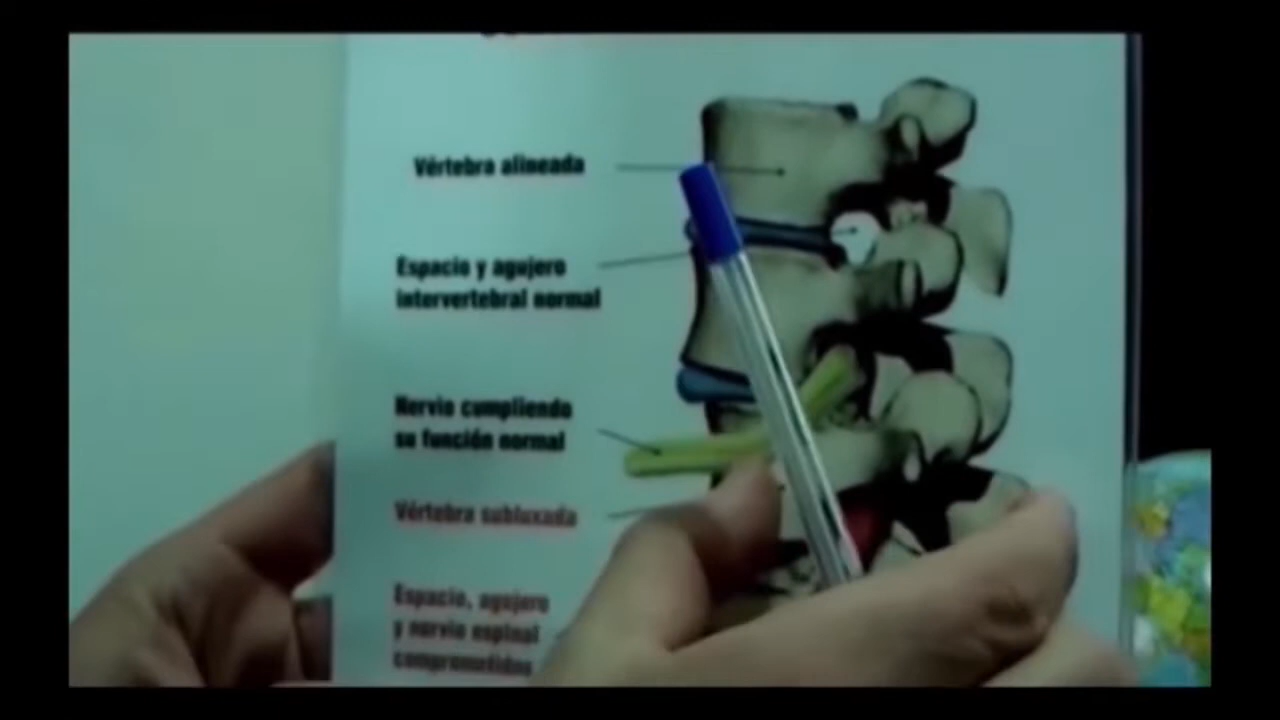 Vértebra alineada
Espacio y agujero
intervertebral normal
Nervio cumpliendo
su función normal
Vértebra subluxada
Espacio, agujero
y nervio espinal
comprometidos